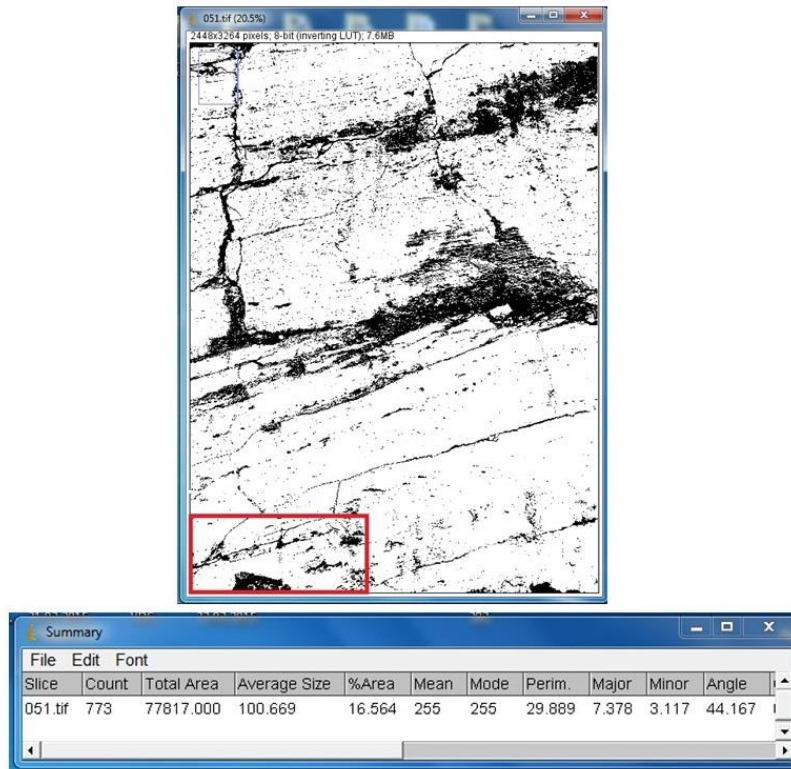 051.tif (20.5%)
2448x3264 pixels; 8-bit (inverting LUT); 7.6MB
Summary
File Edit Font
Slice Count Total Area Average Size %Area Mean Mode Perim. Major Minor Angle
051.tif 773 77817.000 100.669 16.564 255 255 29.889 7.378 3.117 44.167